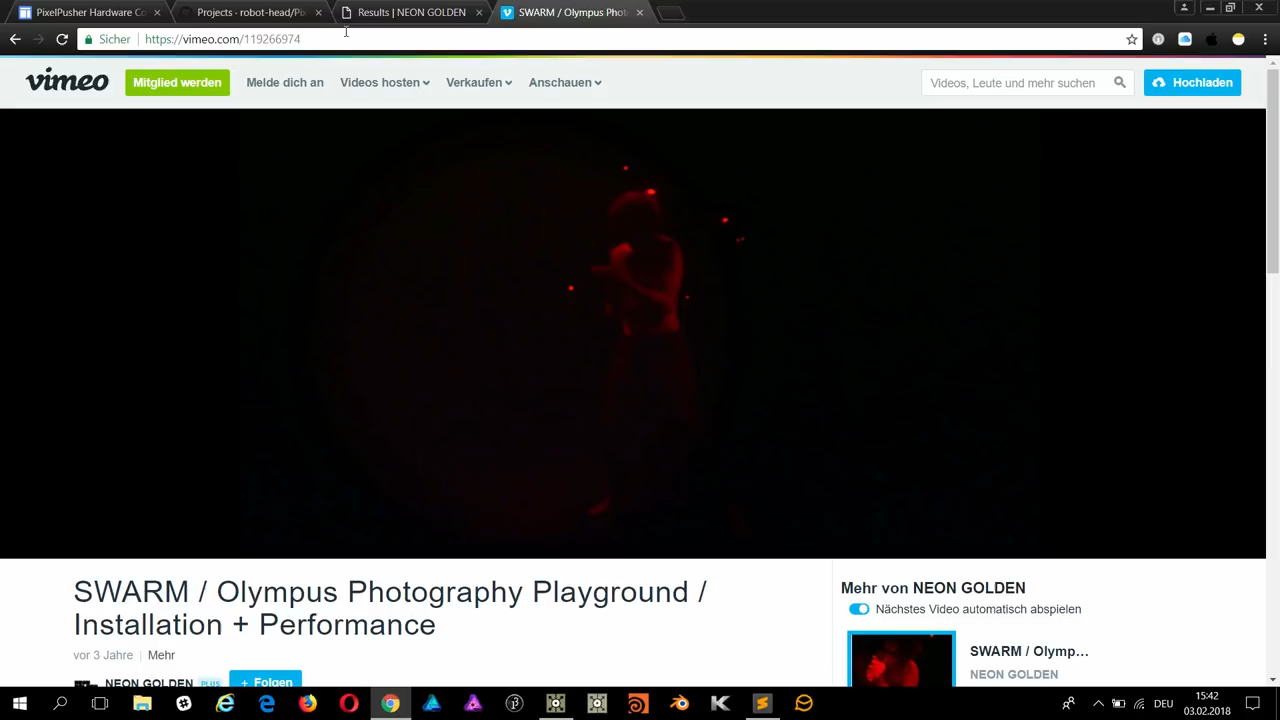 PixelPusher Hardware Co
Projects · robot-head/Pi
Results | NEON GOLDEN
SWARM / Olympus Phot
Sicher
https://vimeo.com/119266974
vimeo
Mitglied werden
Melde dich an
Videos hosten
Verkaufen
Anschauen
Videos, Leute und mehr suchen
Hochladen
SWARM / Olympus Photography Playground /
Installation + Performance
vor 3 Jahre
Mehr
NEON GOLDEN PLUS
+ Folgen
Mehr von NEON GOLDEN
Nächstes Video automatisch abspielen
SWARM / Olymp...
NEON GOLDEN
DEU
15:42
03.02.2018